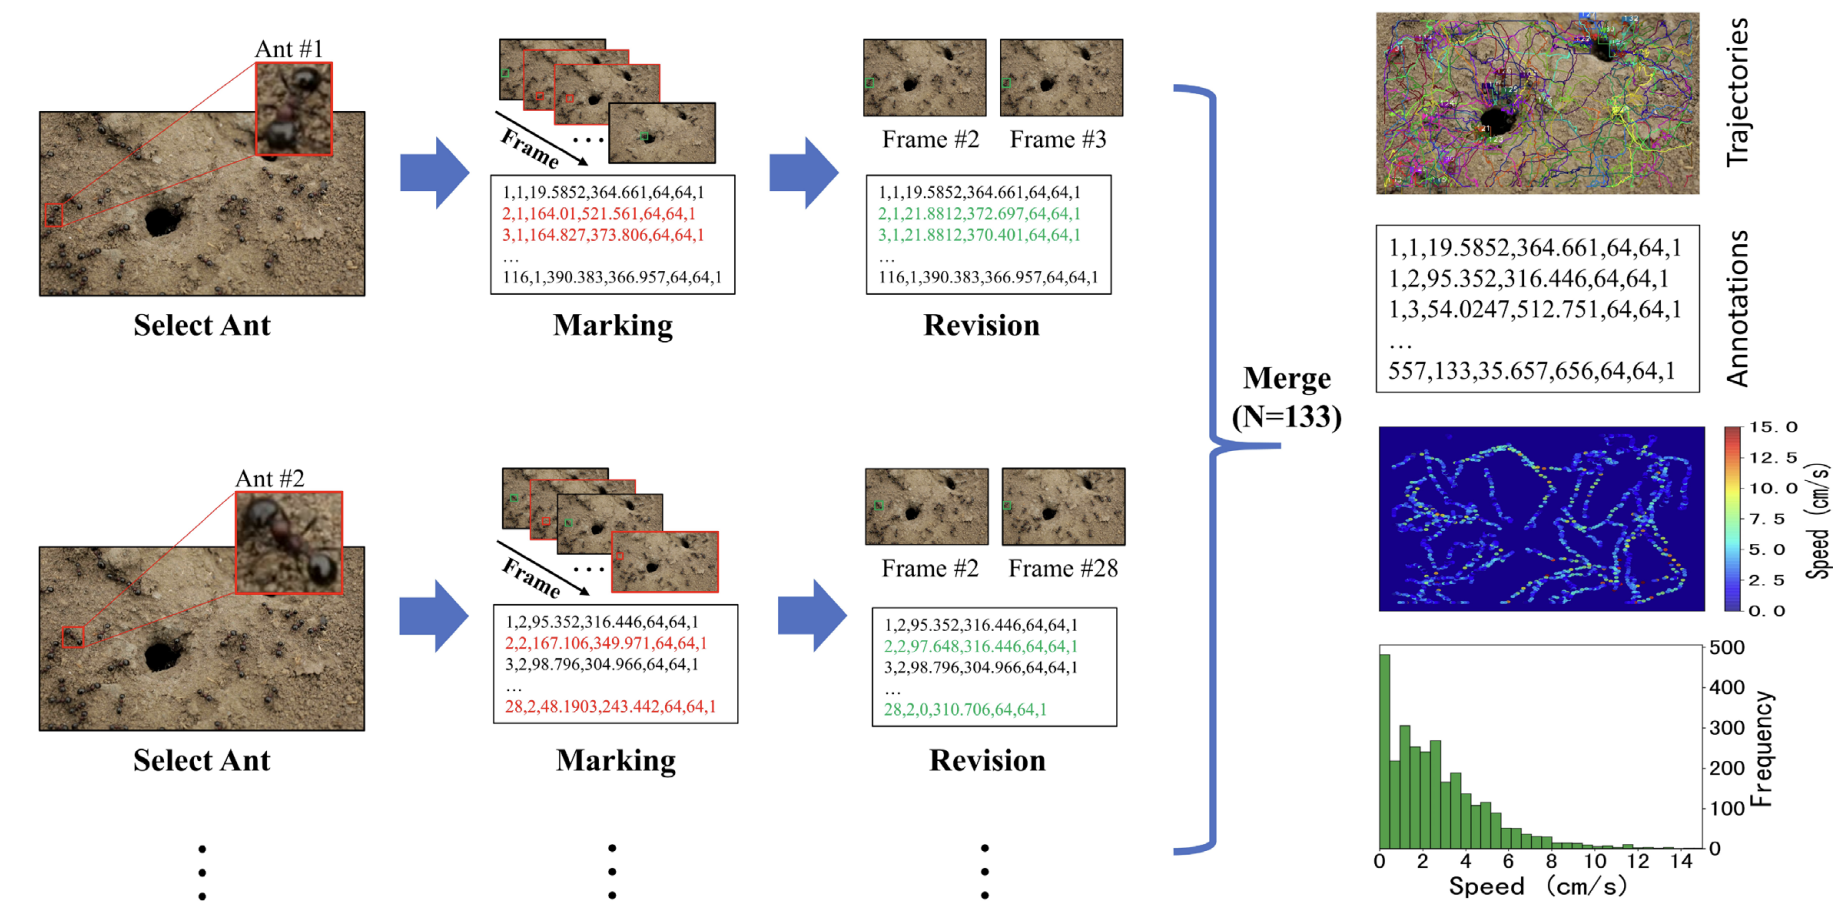 Ant #1
Select Ant
Frame
...
1,1,19.5852,364.661,64,64,1
2,1,164.01,521.561,64,64,1
3,1,164.827,373.806,64,64,1
...
116,1,390.383,366.957,64,64,1
Marking
Frame #2 Frame #3
1,1,19.5852,364.661,64,64,1
2,1,21.8812,372.697,64,64,1
3,1,21.8812,370.401,64,64,1
...
116,1,390.383,366.957,64,64,1
Revision
Ant #2
Select Ant
Frame
...
1,2,95.352,316.446,64,64,1
2,2,167.106,349.971,64,64,1
3,2,98.796,304.966,64,64,1
...
28,2,48.1903,243.442,64,64,1
Marking
Frame #2 Frame #28
1,2,95.352,316.446,64,64,1
2,2,97.648,316.446,64,64,1
3,2,98.796,304.966,64,64,1
...
28,2,0,310.706,64,64,1
Revision
Merge
(N=133)
Trajectories
1,1,19.5852,364.661,64,64,1
1,2,95.352,316.446,64,64,1
1,3,54.0247,512.751,64,64,1
...
557,133,35.657,656,64,64,1
Annotations
15.0
12.5
10.0
7.5
5.0
2.5
0.0
Speed (cm/s)
500
400
300
200
100
0
Frequency
0 2 4 6 8 10 12 14
Speed (cm/s)